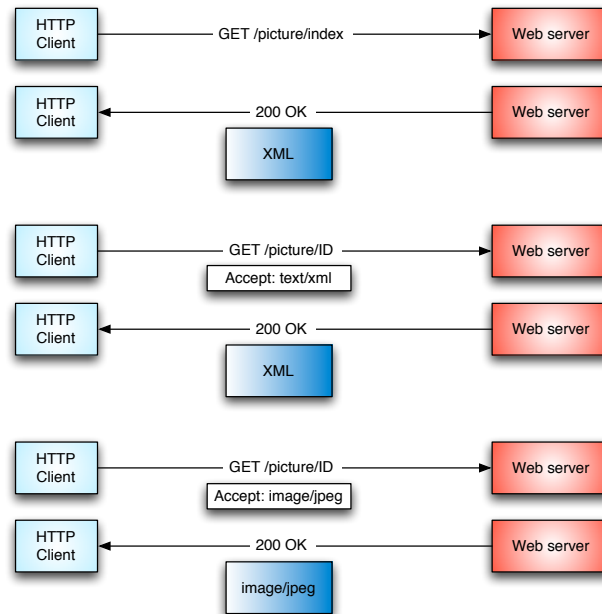 HTTP
Client
GET /picture/index
Web server
HTTP
Client
200 OK
Web server
XML
HTTP
Client
GET /picture/ID
Web server
Accept: text/xml
HTTP
Client
200 OK
Web server
XML
HTTP
Client
GET /picture/ID
Web server
Accept: image/jpeg
HTTP
Client
200 OK
Web server
image/jpeg